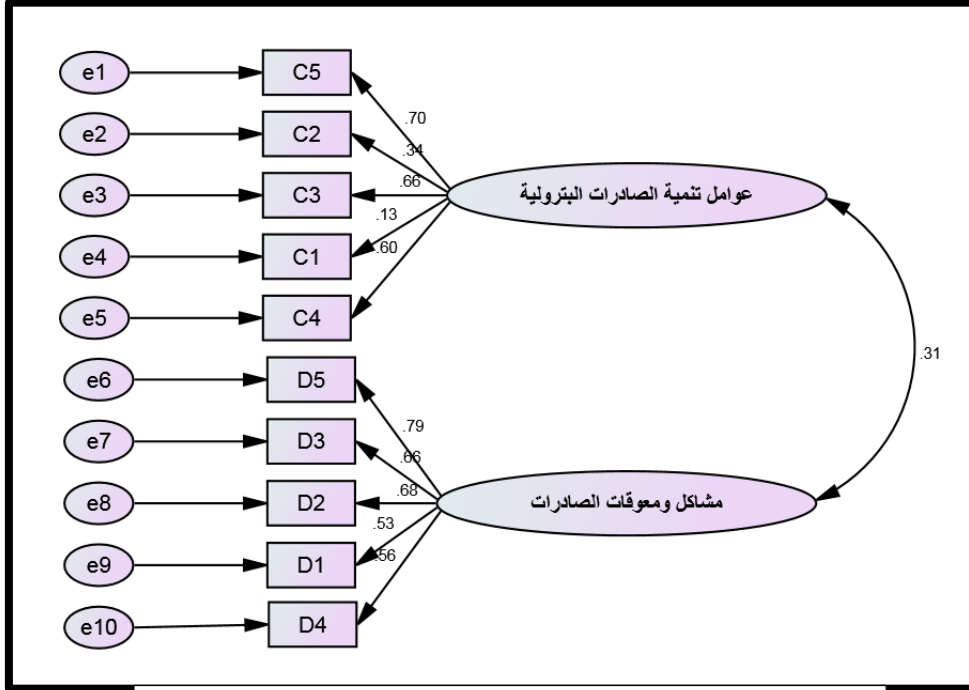 e1
C5
.70
e2
C2
.34
e3
C3
.66
عوامل تنمية الصادرات البترولية
.13
e4
C1
.60
e5
C4
.31
e6
D5
.79
e7
D3
.66
e8
D2
.68
مشاكل ومعوقات الصادرات
.53
e9
D1
.56
e10
D4